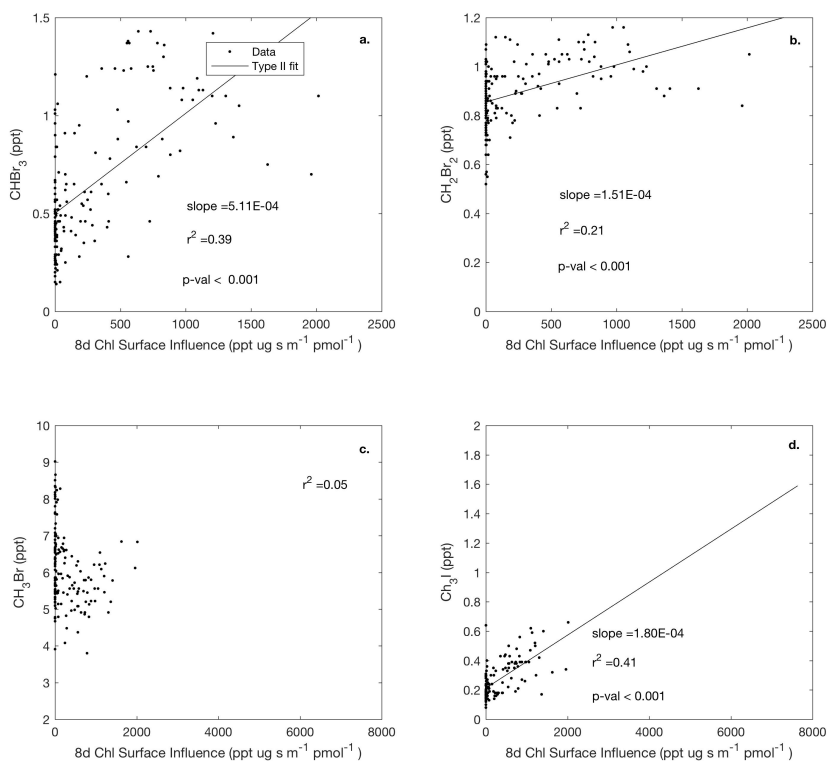 1.5
1
0.5
0
CHBr3 (ppt)
a.
Data
Type II fit
slope =5.11E-04
r2 =0.39
p-val < 0.001
0 500 1000 1500 2000 2500
8d Chl Surface Influence (ppt ug s m-1 pmol-1 )
1.2
1
0.8
0.6
0.4
0.2
0
CH2Br2 (ppt)
b.
slope =1.51E-04
r2 =0.21
p-val < 0.001
0 500 1000 1500 2000 2500
8d Chl Surface Influence (ppt ug s m-1 pmol-1 )
10
9
8
7
6
5
4
3
2
CH3Br (ppt)
c.
r2 =0.05
0 2000 4000 6000 8000
8d Chl Surface Influence (ppt ug s m-1 pmol-1 )
2
1.8
1.6
1.4
1.2
1
0.8
0.6
0.4
0.2
0
Ch3I (ppt)
d.
slope =1.80E-04
r2 =0.41
p-val < 0.001
0 2000 4000 6000 8000
8d Chl Surface Influence (ppt ug s m-1 pmol-1 )